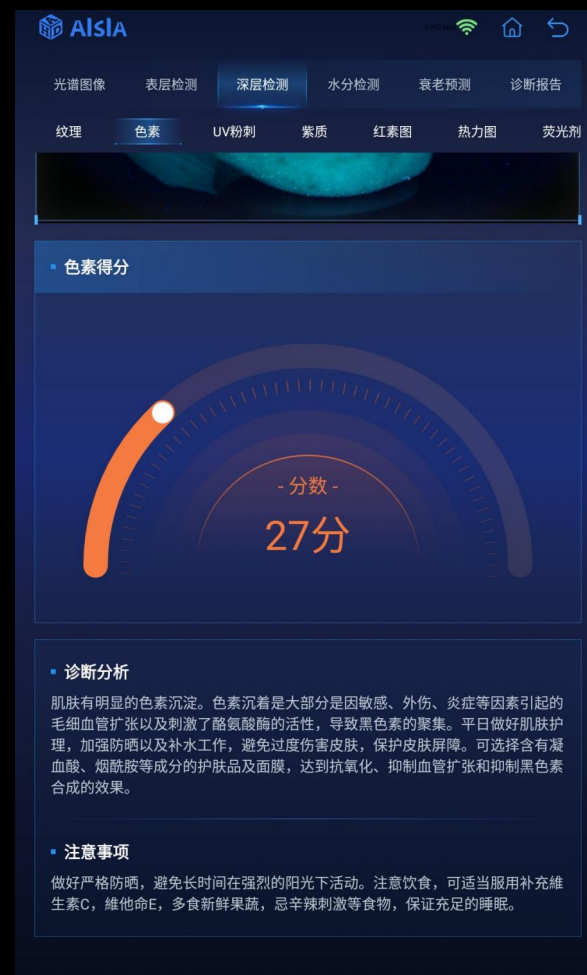 AISIA
光谱图像 表层检测 深层检测 水分检测 衰老预测 诊断报告
纹理 色素 UV粉刺 紫质 红素图 热力图 荧光剂
色素得分
- 分数 -
27分
诊断分析
肌肤有明显的色素沉淀。色素沉着是大部分是因敏感、外伤、炎症等因素引起的
毛细血管扩张以及刺激了酪氨酸酶的活性，导致黑色素的聚集。平日做好肌肤护
理，加强防晒以及补水工作，避免过度伤害皮肤，保护皮肤屏障。可选择含有凝
血酸、烟酰胺等成分的护肤品及面膜，达到抗氧化、抑制血管扩张和抑制黑色素
合成的效果。
注意事项
做好严格防晒，避免长时间在强烈的阳光下活动。注意饮食，可适当服用补充維
生素C，維他命E，多食新鲜果蔬，忌辛辣刺激等食物，保证充足的睡眠。